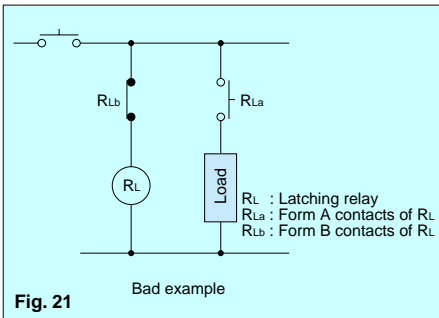 RLb
RLa
RL
Load
RL : Latching relay
RLa : Form A contacts of RL
RLb : Form B contacts of RL
Bad example
Fig. 21